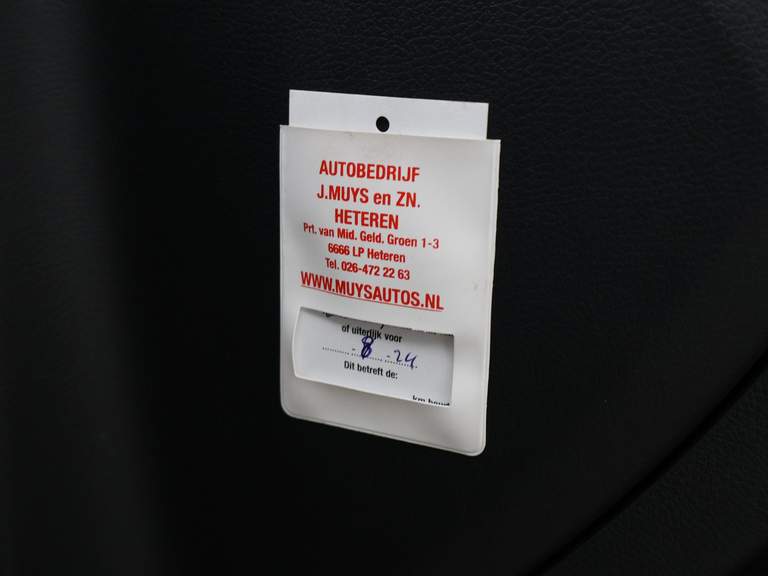 AUTOBEDRIJF
J.MUYS en ZN.
HETEREN
Prt. van Mid. Geld. Groen 1-3
6666 LP Heteren
Tel. 026-472 22 63
WWW.MUYSAUTOS.NL
of uiterlijk voor
- 8 - 24
Dit betreft de: